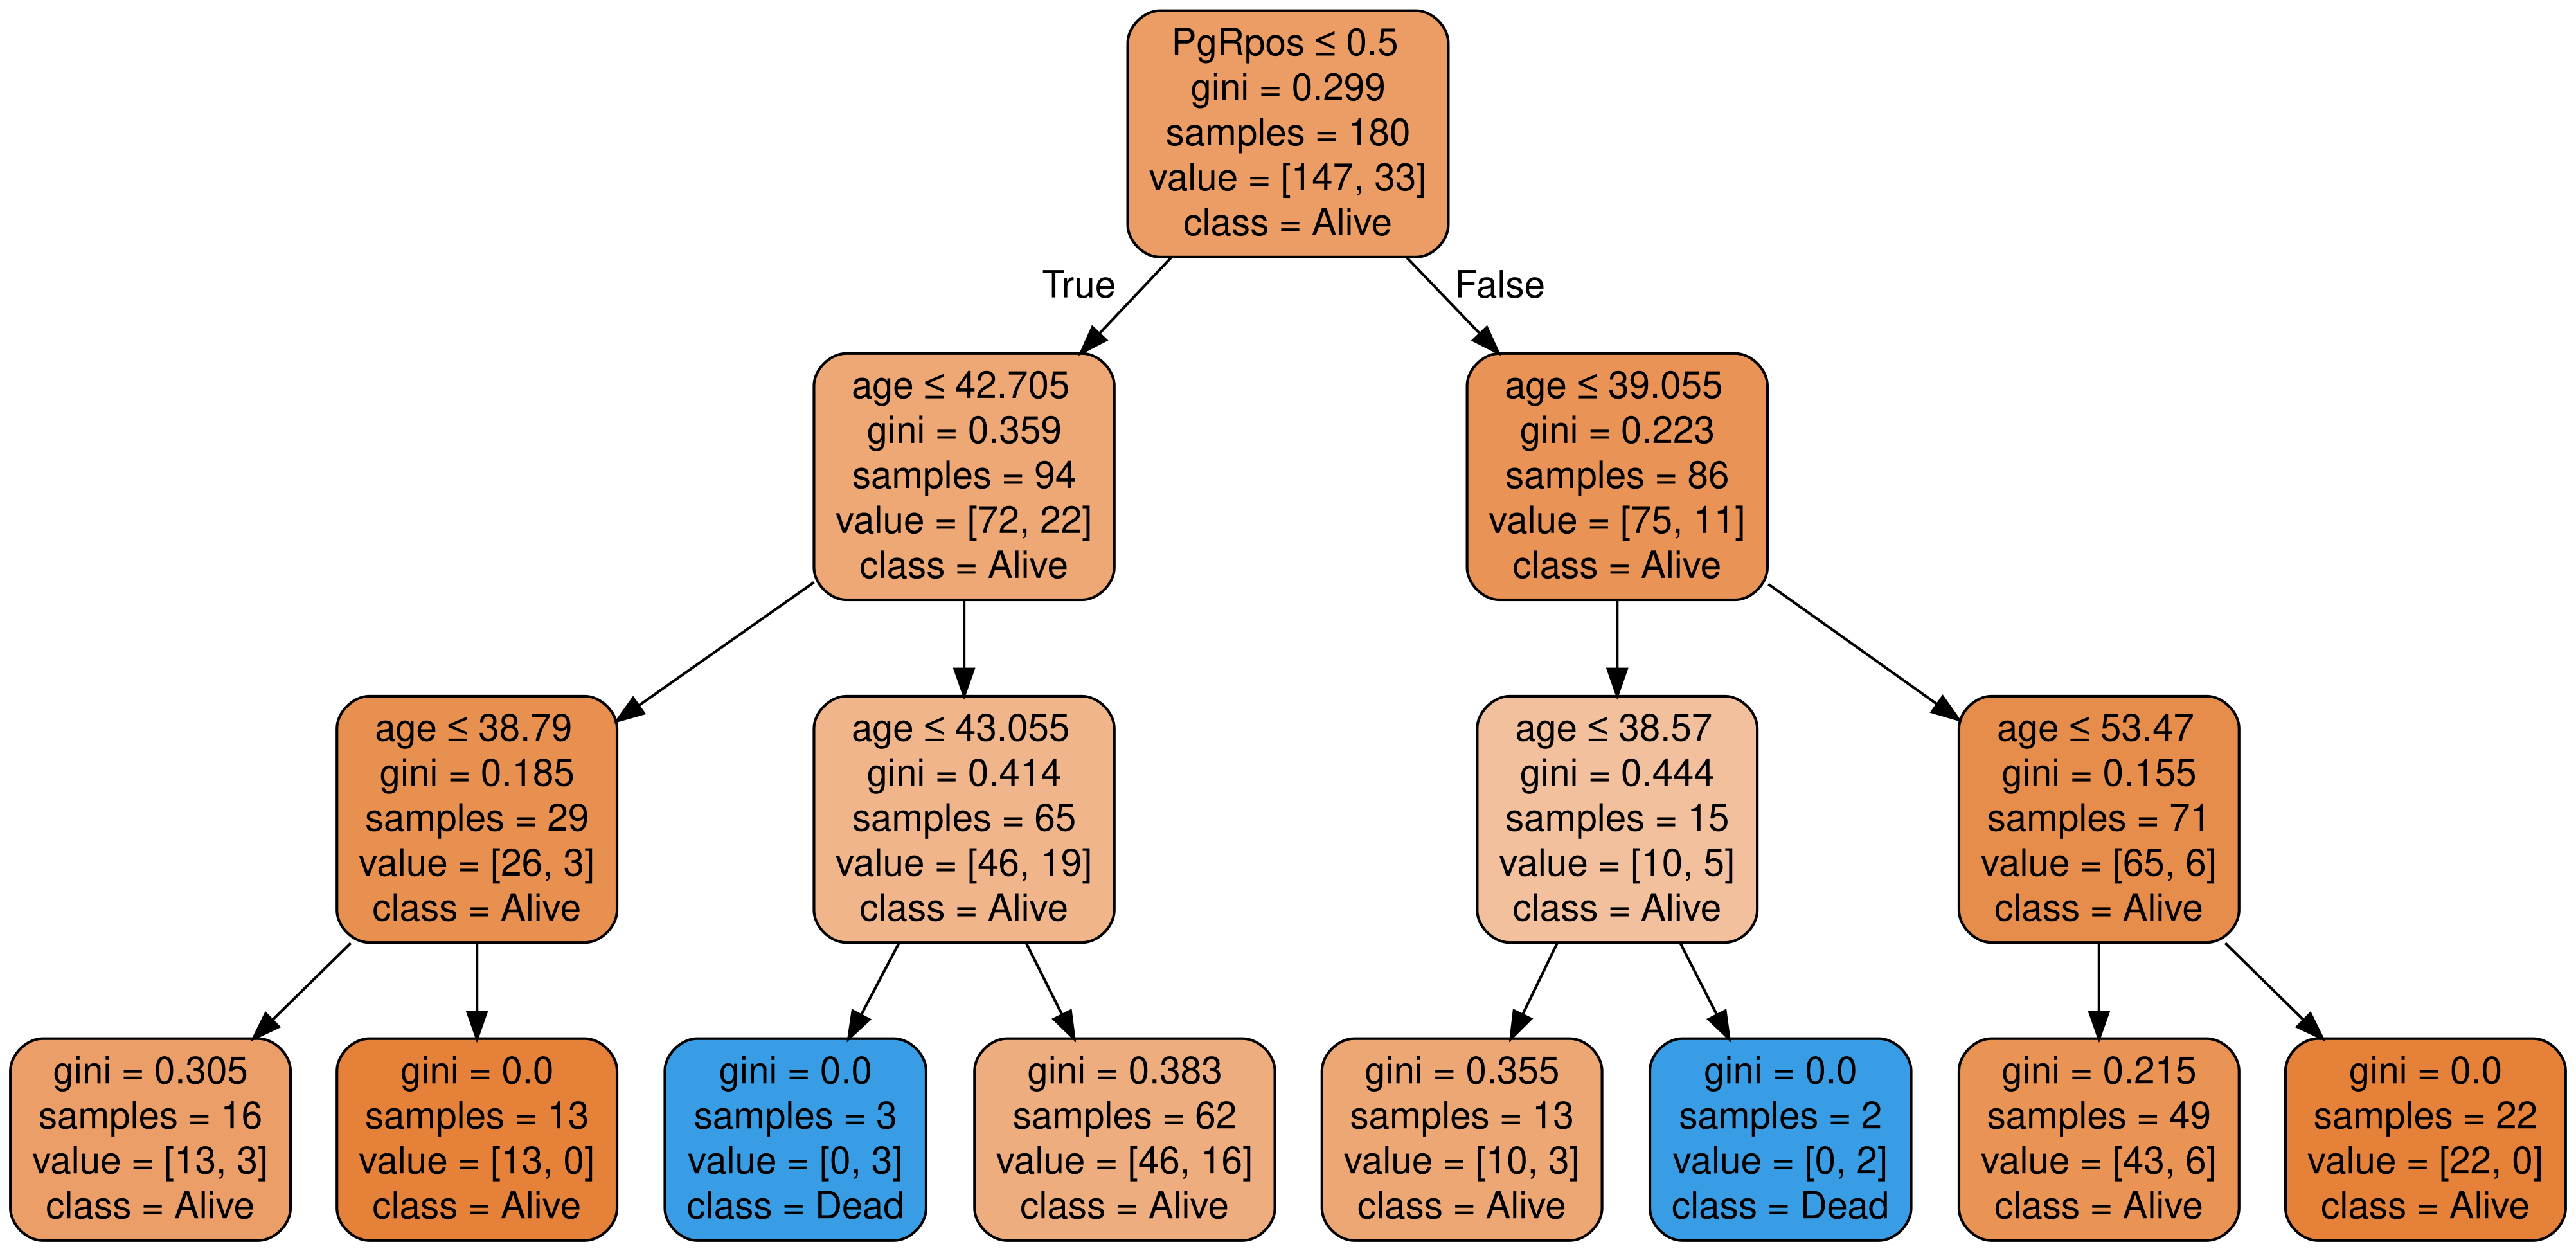 PgRpos ≤ 0.5
gini = 0.299
samples = 180
value = [147, 33]
class = Alive
True
False
age ≤ 42.705
gini = 0.359
samples = 94
value = [72, 22]
class = Alive
age ≤ 39.055
gini = 0.223
samples = 86
value = [75, 11]
class = Alive
age ≤ 38.79
gini = 0.185
samples = 29
value = [26, 3]
class = Alive
age ≤ 43.055
gini = 0.414
samples = 65
value = [46, 19]
class = Alive
age ≤ 38.57
gini = 0.444
samples = 15
value = [10, 5]
class = Alive
age ≤ 53.47
gini = 0.155
samples = 71
value = [65, 6]
class = Alive
gini = 0.305
samples = 16
value = [13, 3]
class = Alive
gini = 0.0
samples = 13
value = [13, 0]
class = Alive
gini = 0.0
samples = 3
value = [0, 3]
class = Dead
gini = 0.383
samples = 62
value = [46, 16]
class = Alive
gini = 0.355
samples = 13
value = [10, 3]
class = Alive
gini = 0.0
samples = 2
value = [0, 2]
class = Dead
gini = 0.215
samples = 49
value = [43, 6]
class = Alive
gini = 0.0
samples = 22
value = [22, 0]
class = Alive